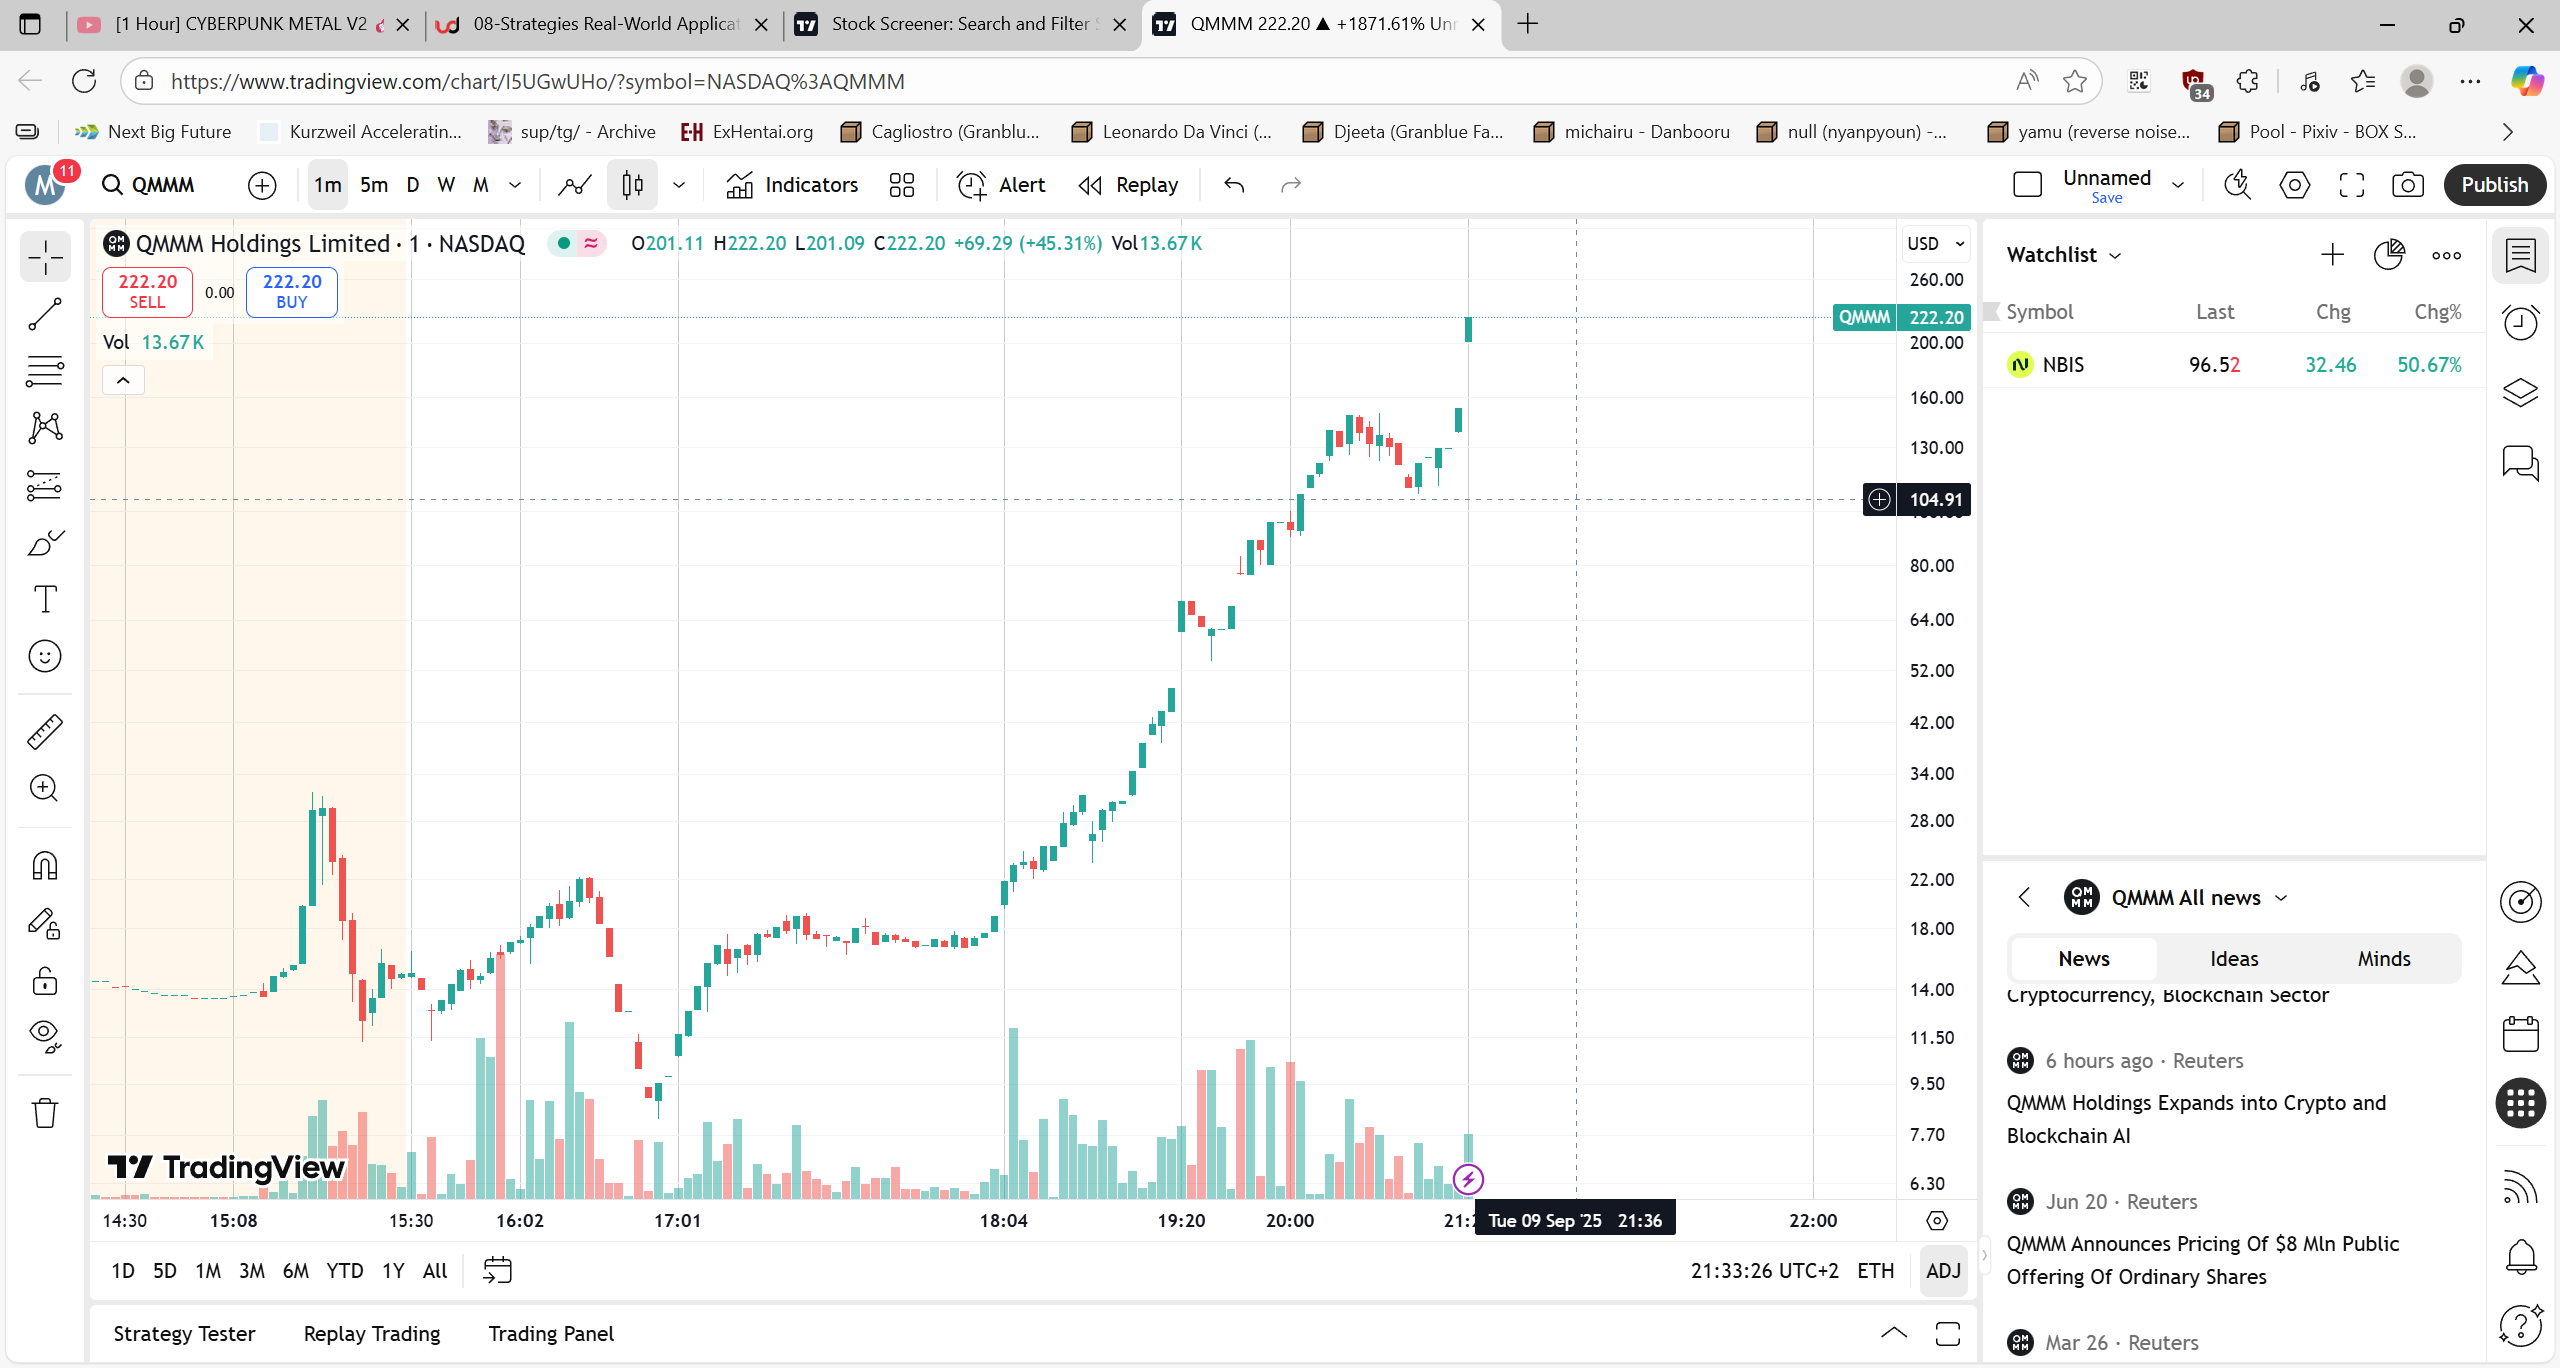 [1 Hour] CYBERPUNK METAL V2
08-Strategies Real-World Applicat
Stock Screener: Search and Filter S
QMMM 222.20 ▲ +1871.61% Unn
https://www.tradingview.com/chart/I5UGwUHo/?symbol=NASDAQ%3AQMMM
34
Next Big Future
Kurzweil Acceleratin...
sup/tg/ - Archive
ExHentai.org
Cagliostro (Granblu...
Leonardo Da Vinci (...
Djeeta (Granblue Fa...
michairu - Danbooru
null (nyanpyoun) -...
yamu (reverse noise...
Pool - Pixiv - BOX S...
M
11
QMMM
1m 5m D W M
Indicators
Alert
Replay
Unnamed
Save
Publish
QMMM Holdings Limited · 1 · NASDAQ
O201.11 H222.20 L201.09 C222.20 +69.29 (+45.31%) Vol13.67 K
222.20
SELL
0.00
222.20
BUY
Vol 13.67 K
USD
260.00
QMMM 222.20
200.00
160.00
130.00
104.91
80.00
64.00
52.00
42.00
34.00
28.00
22.00
18.00
14.00
11.50
9.50
7.70
6.30
TradingView
14:30
15:08
15:30
16:02
17:01
18:04
19:20
20:00
Tue 09 Sep '25 21:36
22:00
1D 5D 1M 3M 6M YTD 1Y All
21:33:26 UTC+2 ETH ADJ
Strategy Tester
Replay Trading
Trading Panel
Watchlist
Symbol Last Chg Chg%
NBIS 96.52 32.46 50.67%
QMMM All news
News
Ideas
Minds
Cryptocurrency, Blockchain Sector
6 hours ago · Reuters
QMMM Holdings Expands into Crypto and
Blockchain AI
Jun 20 · Reuters
QMMM Announces Pricing Of $8 Mln Public
Offering Of Ordinary Shares
Mar 26 · Reuters